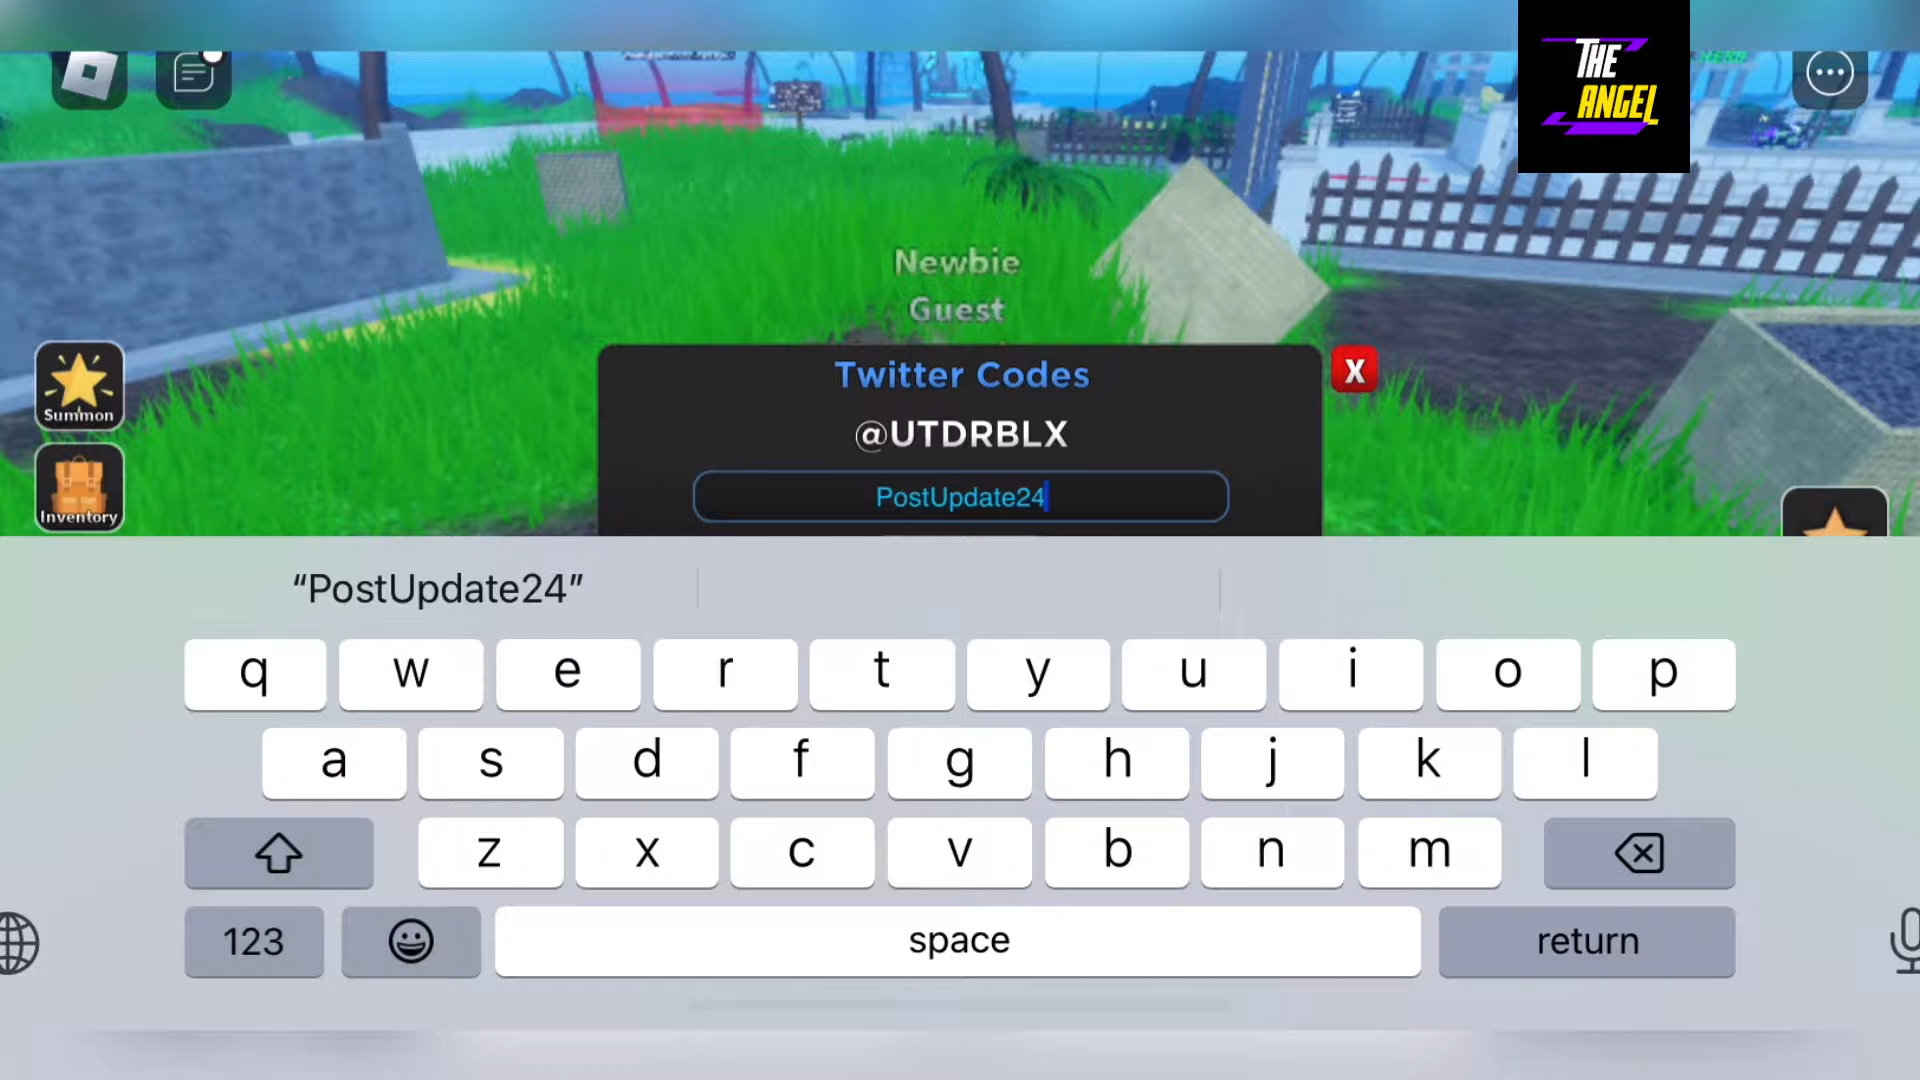 THE
ANGEL
Newbie
Guest
Twitter Codes
X
@UTDRBLX
PostUpdate24
Summon
Inventory
“PostUpdate24”
q w e r t y u i o p
a s d f g h j k l
z x c v b n m
123 space return